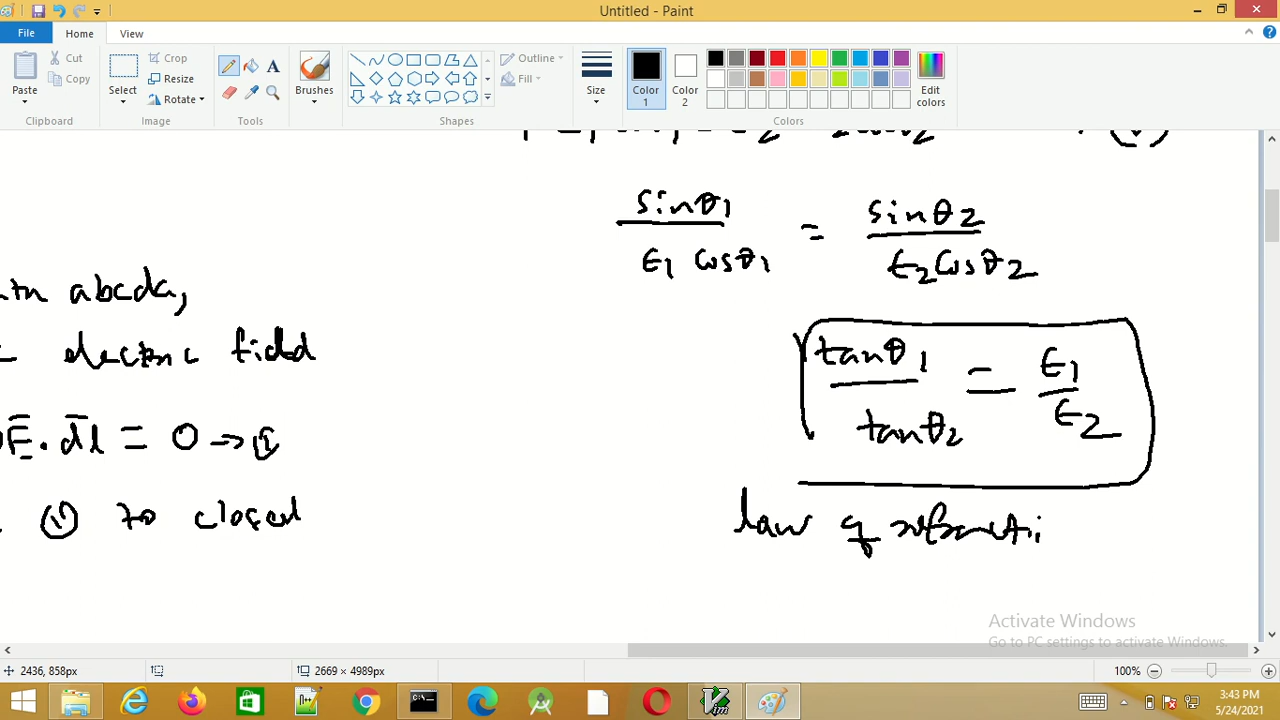 Untitled - Paint
File
Home
View
Paste
Cut
Copy
Clipboard
Select
Crop
Resize
Rotate
Image
Tools
Brushes
Shapes
Outline
Fill
Size
Color 1
Color 2
Edit colors
Colors
sinθ1 / ϵ1 cosθ1 = sinθ2 / ϵ2 cosθ2
abcda,
electric field
E̅ . d̅l = 0 →
① to closed
tanθ1 / tanθ2 = ϵ1 / ϵ2
law of refracti
Activate Windows
Go to PC settings to activate Windows.
2436, 858px
2669 × 4989px
100%
3:43 PM
5/24/2021